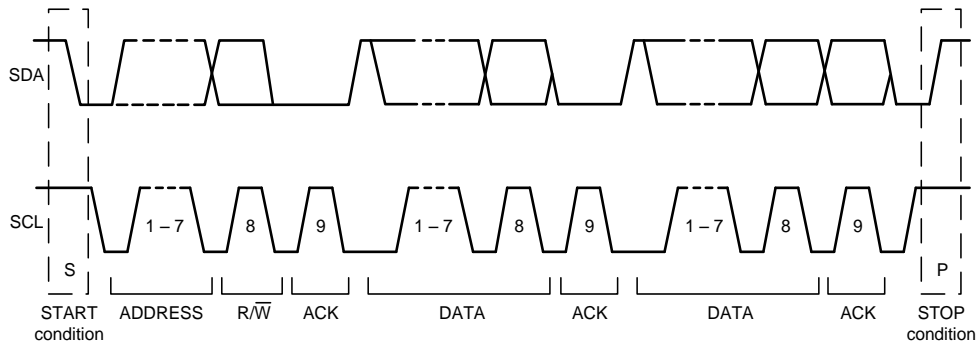 SDA
SCL
1 – 7
8
9
1 – 7
8
9
1 – 7
8
9
S
P
START
condition
ADDRESS
R/W̅
ACK
DATA
ACK
DATA
ACK
STOP
condition